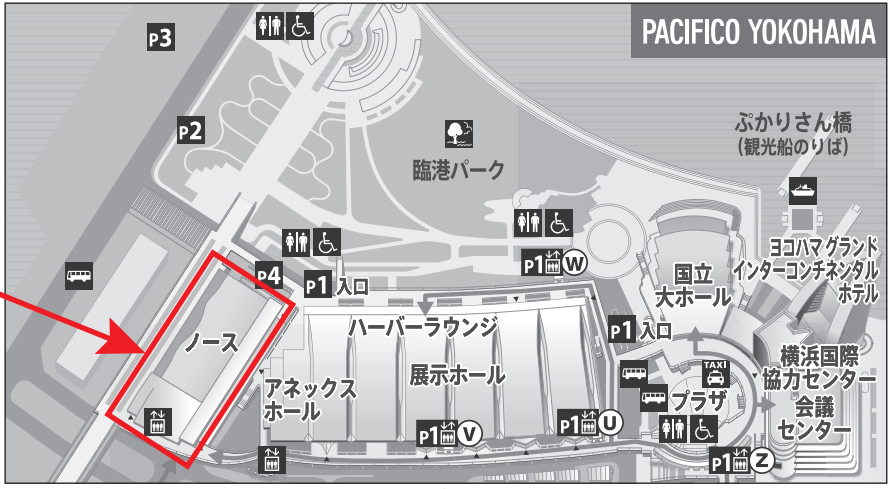 PACIFICO YOKOHAMA
P3
P2
臨港パーク
ぷかりさん橋
(観光船のりば)
P4
P1 入口
P1 W
国立
大ホール
ヨコハマ グランド
インターコンチネンタル
ホテル
ノース
ハーバーラウンジ
P1 入口
アネックス
ホール
展示ホール
TAXI
プラザ
横浜国際
協力センター
会議
センター
P1 V
P1 U
P1 Z